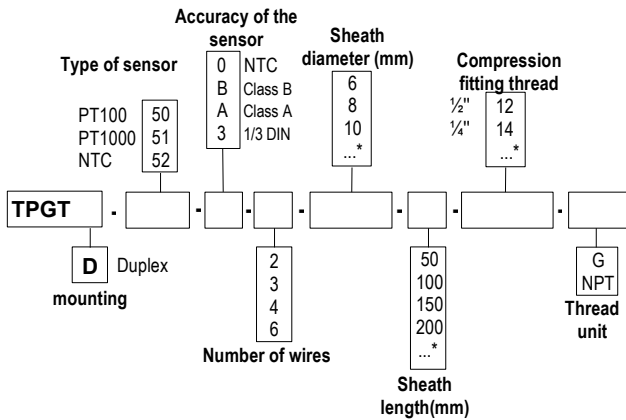 Accuracy of the
sensor
Type of sensor
Sheath
diameter (mm)
Compression
fitting thread
0 NTC
B Class B
A Class A
3 1/3 DIN
PT100 50
PT1000 51
NTC 52
6
8
10
...*
½" 12
¼" 14
...*
TPGT - - - - - - -
D Duplex
mounting
2
3
4
6
Number of wires
50
100
150
200
...*
Sheath
length(mm)
G
NPT
Thread
unit